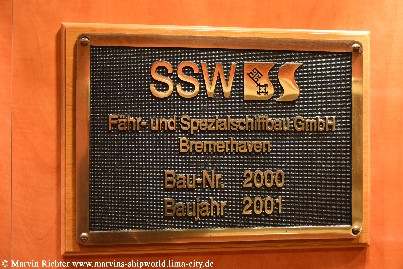 SSW
Fähr- und Spezialschiffbau GmbH
Bremerhaven
Bau-Nr. 2000
Baujahr 2001
© Marvin Richter www.marvins-shipworld.lima-city.de